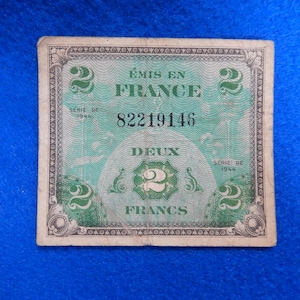 2 ÉMIS EN 2
FRANCE
SÉRIE DE
1944
82219146
DEUX
SÉRIE DE
1944
2 2 2
FRANCS